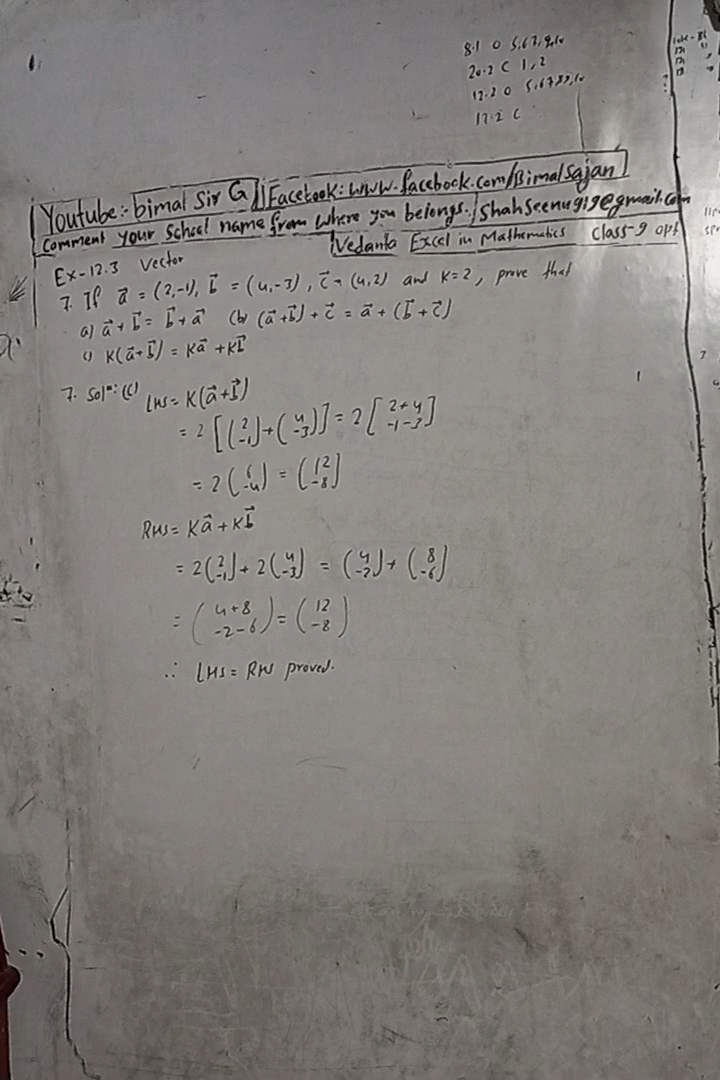 8.1 O 5,6,7,9,10
20.2 C 1,2
12.2 O 5,6,7,8,9,10
12.2 C
Youtube:- bimal Sir G || Facebook: www.facebook.com/Bimalsajan
Comment your School name from where you belongs. / Shahseenu919@gmail.com
Vedanta Excel in Mathematics Class-9 opt
Ex-12.3 Vector
7. If a⃗ = (2,-1), b⃗ = (4,-3), c⃗ = (4,2) and K=2, prove that
a) a⃗ + b⃗ = b⃗ + a⃗ (b) (a⃗+b⃗) + c⃗ = a⃗ + (b⃗ + c⃗)
c) K(a⃗+b⃗) = Ka⃗ + Kb⃗
7. Solⁿ: (c) LHS = K(a⃗+b⃗)
= 2 [(2 -1) + (4 -3)] = 2 [2+4 -1-3]
= 2 (6 -4) = (12 -8)
RHS = Ka⃗ + Kb⃗
= 2(2 -1) + 2(4 -3) = (4 -2) + (8 -6)
= (4+8 -2-6) = (12 -8)
∴ LHS = RHS proved.